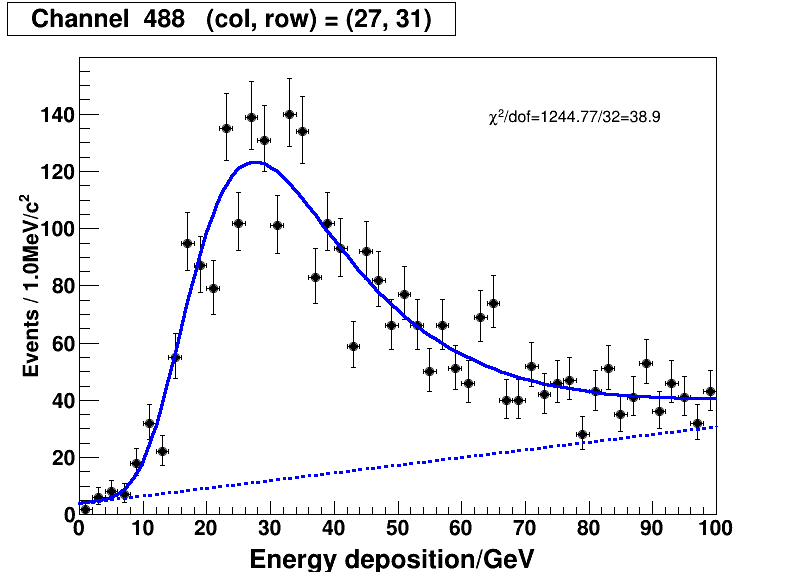 Channel 488 (col, row) = (27, 31)
χ²/dof=1244.77/32=38.9
Events / 1.0MeV/c²
140
120
100
80
60
40
20
0
0 10 20 30 40 50 60 70 80 90 100
Energy deposition/GeV